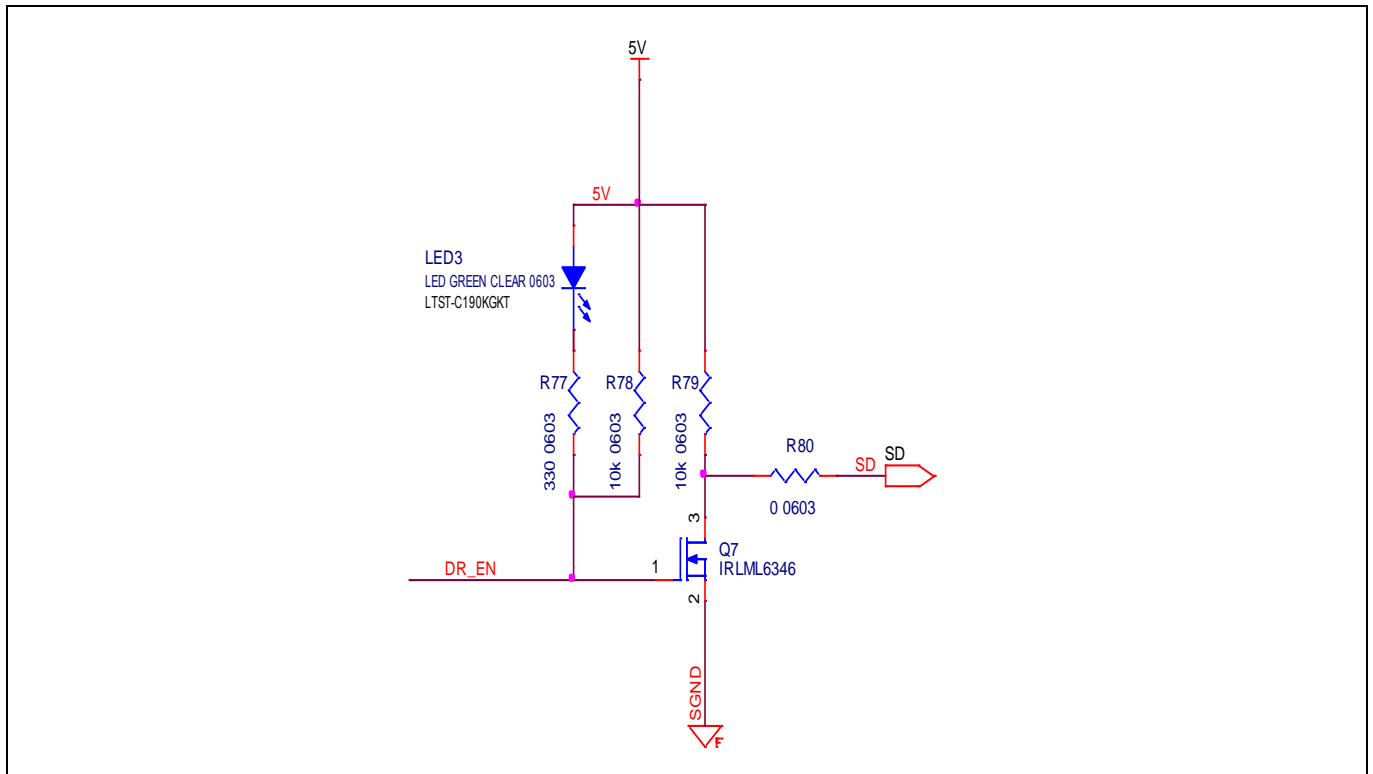 5V
5V
LED3
LED GREEN CLEAR 0603
LTST-C190KGKT
R77
R78
R79
330 0603
10k 0603
10k 0603
R80
SD
SD
0 0603
3
Q7
IRLML6346
1
DR_EN
2
SGND
F